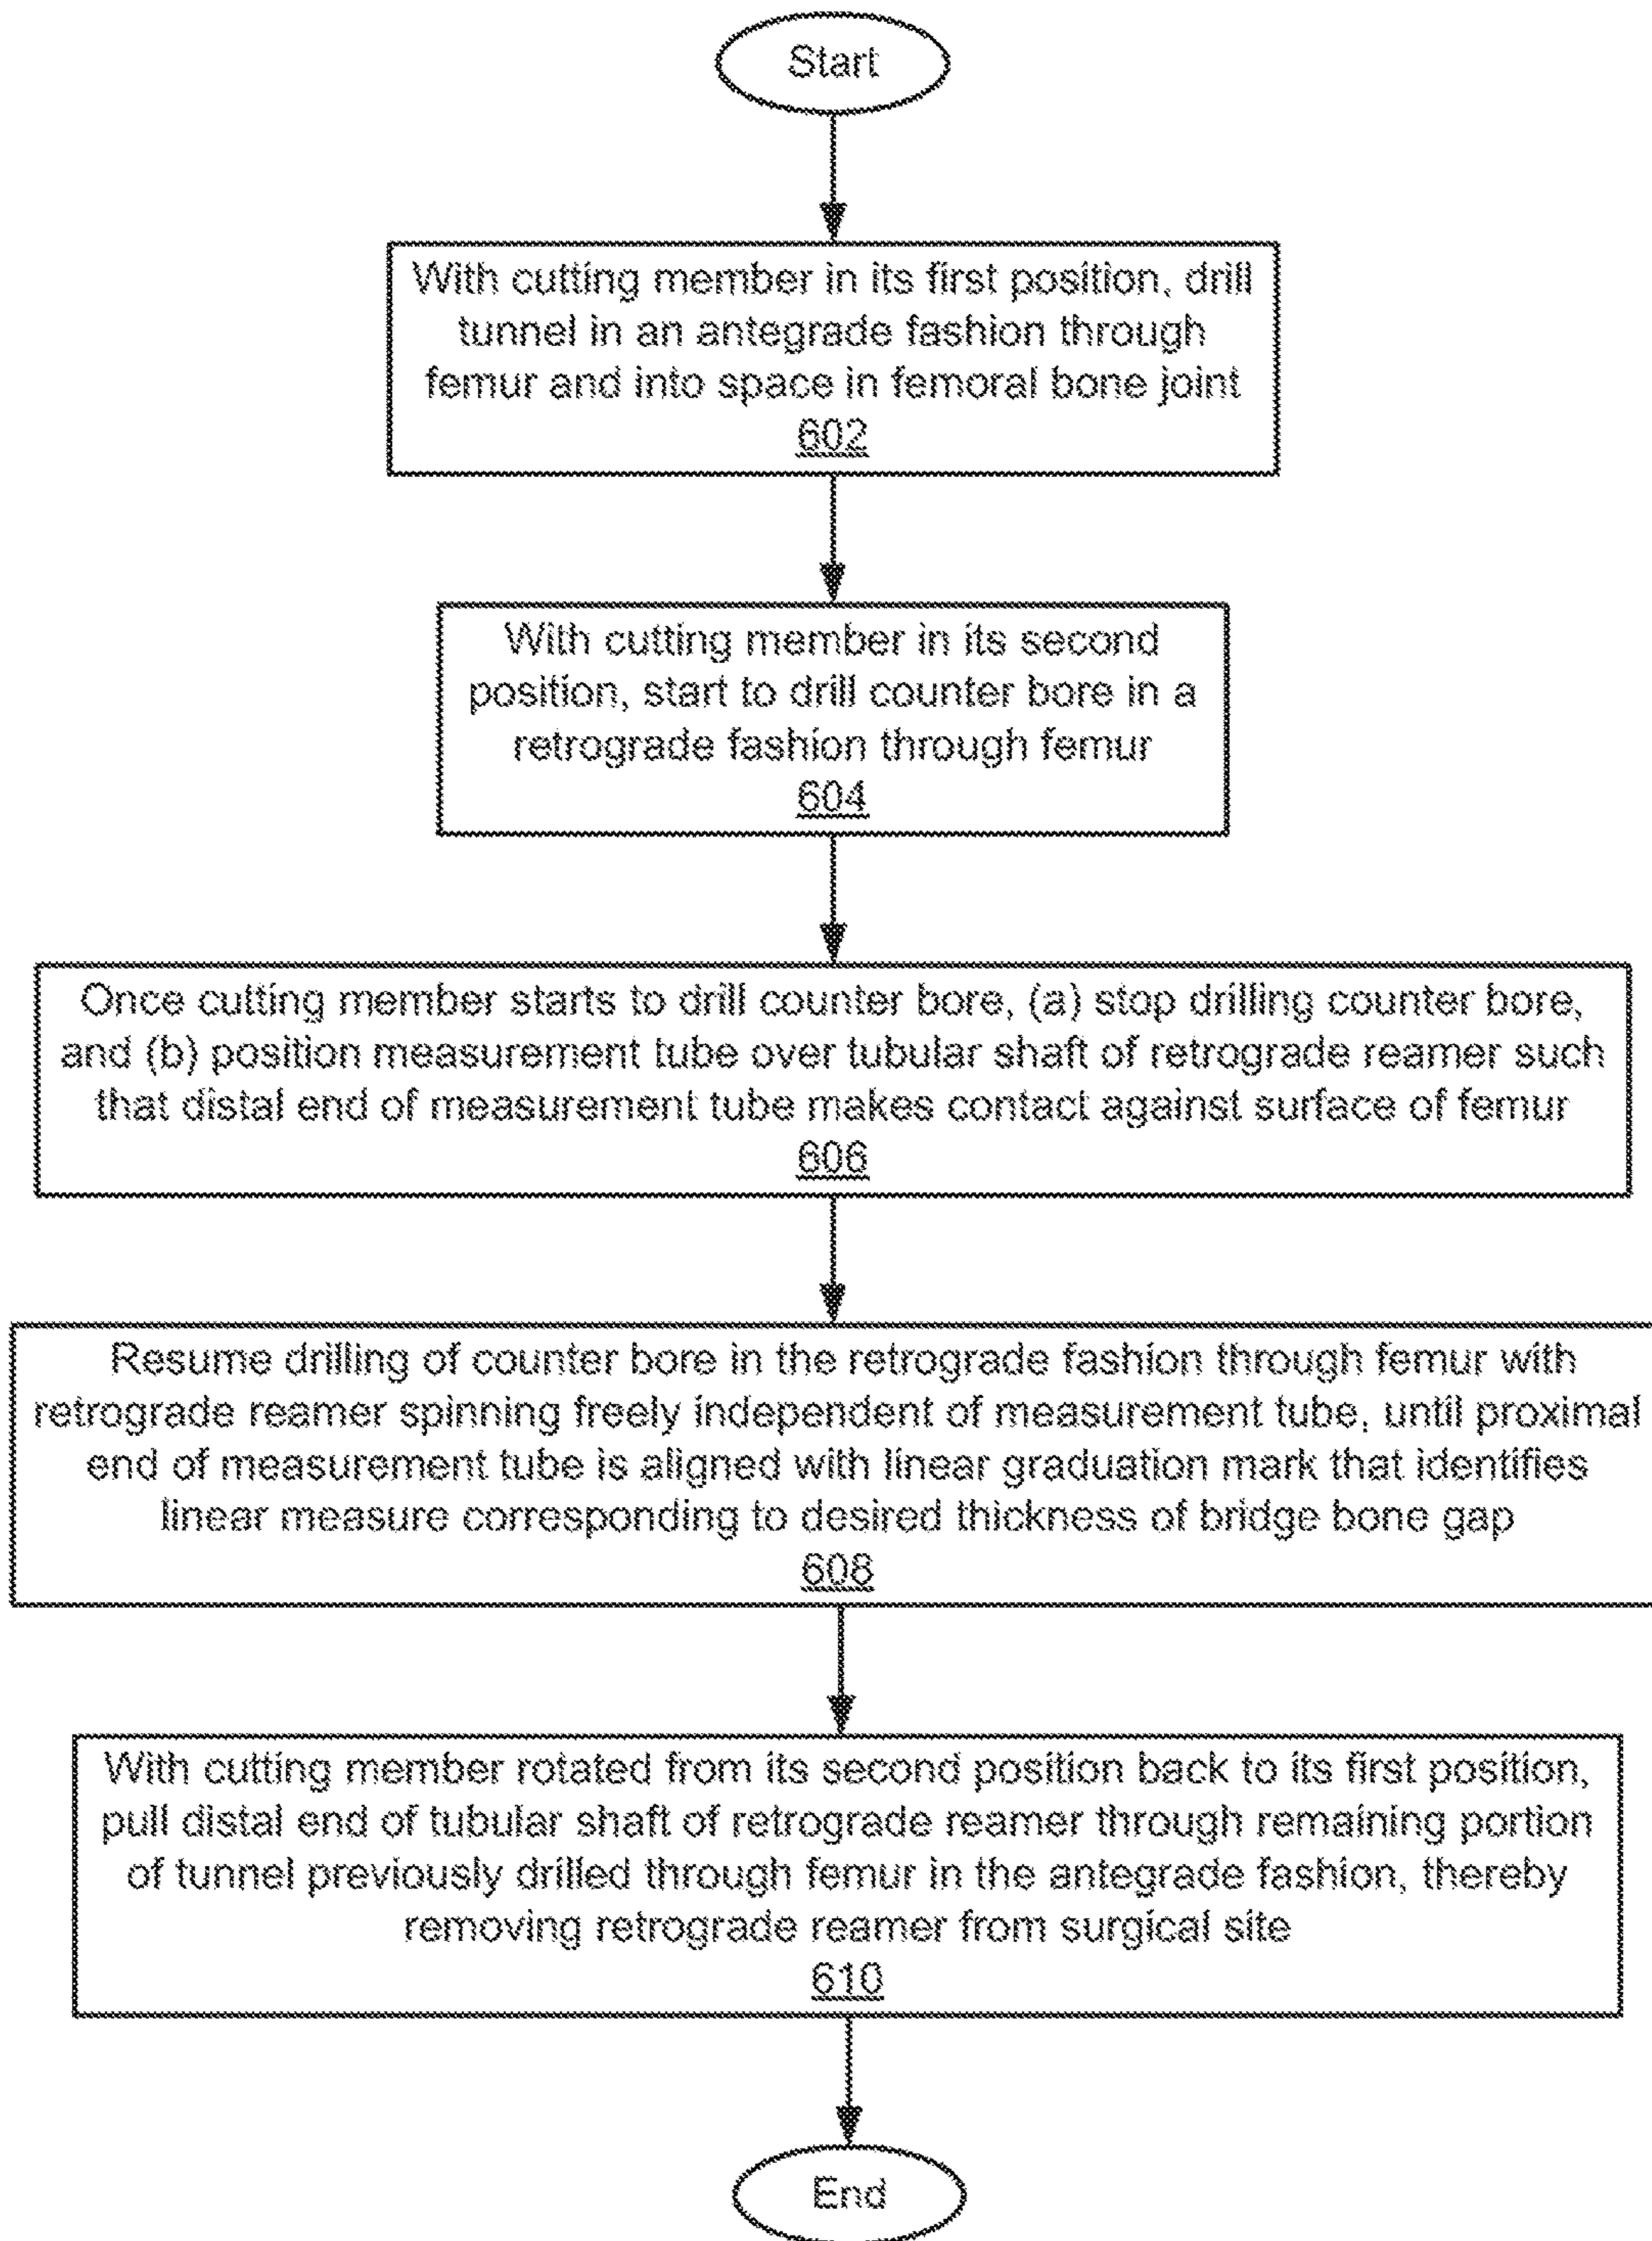 Start
With cutting member in its first position, drill
tunnel in an antegrade fashion through
femur and into space in femoral bone joint
602
With cutting member in its second
position, start to drill counter bore in a
retrograde fashion through femur
604
Once cutting member starts to drill counter bore, (a) stop drilling counter bore,
and (b) position measurement tube over tubular shaft of retrograde reamer such
that distal end of measurement tube makes contact against surface of femur
606
Resume drilling of counter bore in the retrograde fashion through femur with
retrograde reamer spinning freely independent of measurement tube, until proximal
end of measurement tube is aligned with linear graduation mark that identifies
linear measure corresponding to desired thickness of bridge bone gap
608
With cutting member rotated from its second position back to its first position,
pull distal end of tubular shaft of retrograde reamer through remaining portion
of tunnel previously drilled through femur in the antegrade fashion, thereby
removing retrograde reamer from surgical site
610
End